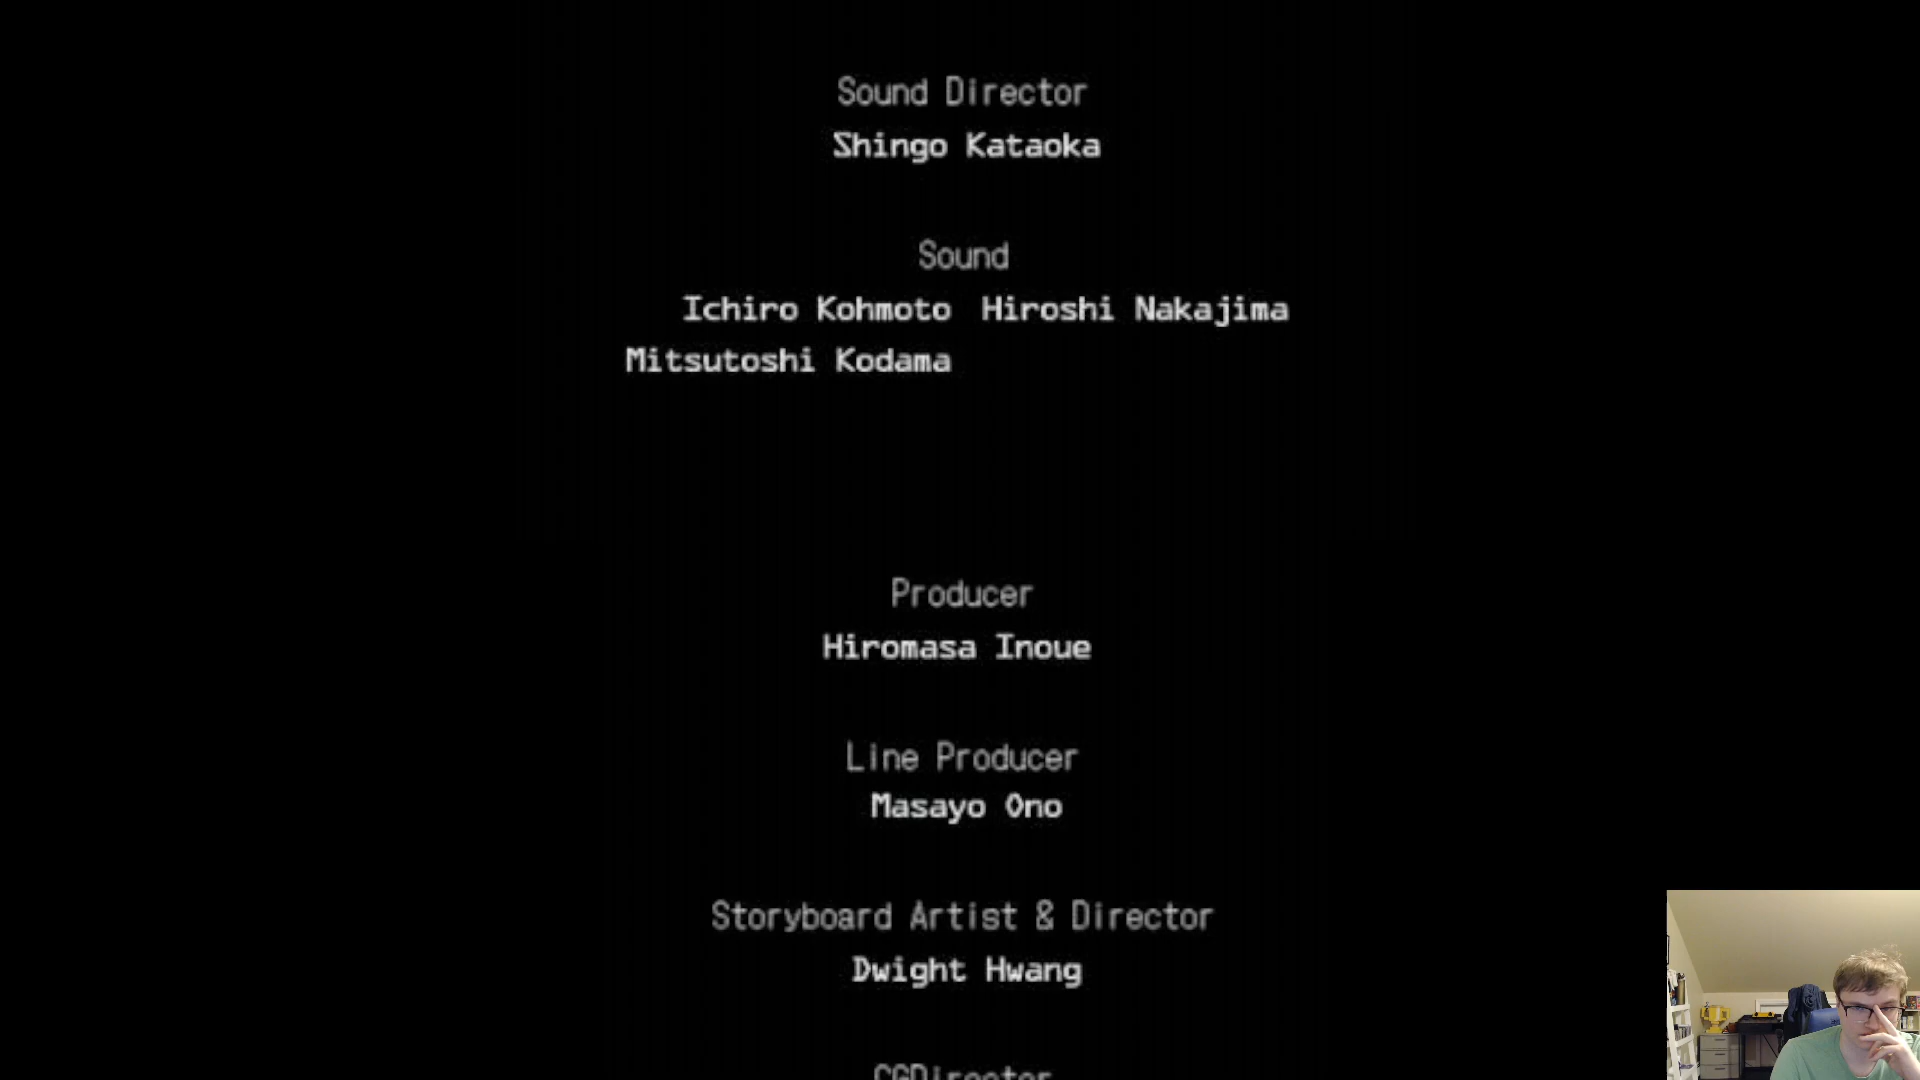 Sound Director
Shingo Kataoka
Sound
Ichiro Kohmoto Hiroshi Nakajima
Mitsutoshi Kodama
Producer
Hiromasa Inoue
Line Producer
Masayo Ono
Storyboard Artist & Director
Dwight Hwang
CGDirector